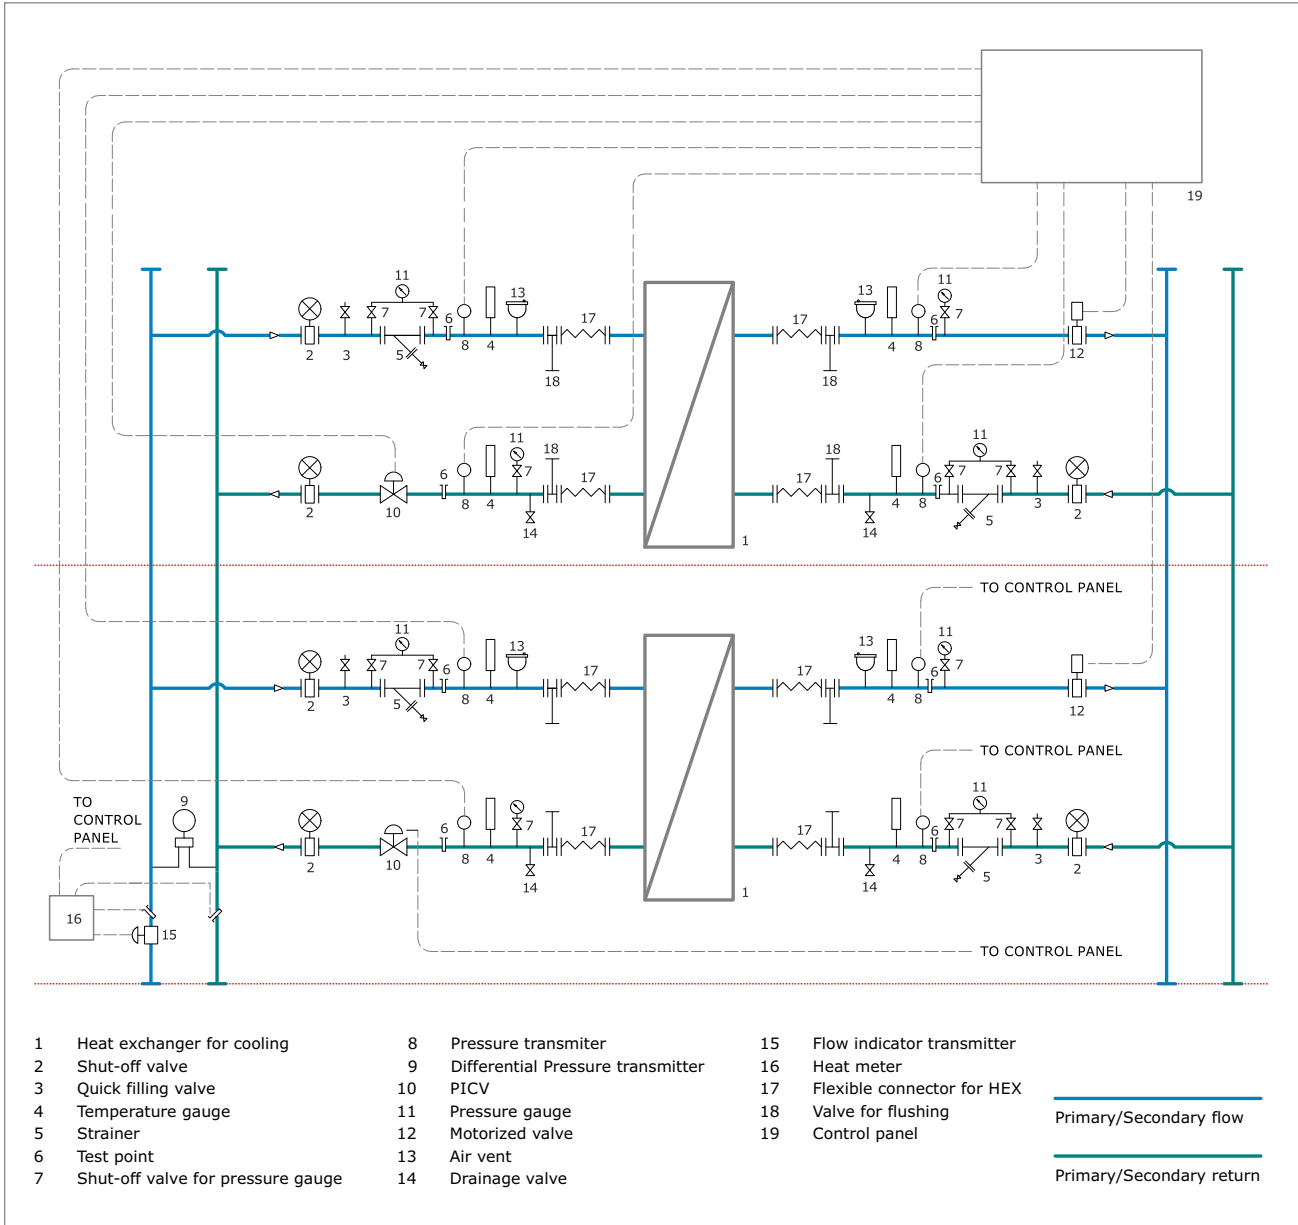 19
11 13 13 11
7 7 6 6 7
17 17
2 3 5 8 4 4 8 12
18 18
11 18 18 11
6 7 17 17 6 7 7
2 10 8 4 4 8 5 3 2
14 14
1
TO CONTROL PANEL
11 13 13 11
7 7 6 17 17 6 7
2 3 5 8 4 4 8 12
TO CONTROL PANEL
TO
CONTROL
PANEL
9
11
6 7 17 17 6 7 7
2 10 8 4 4 8 5 3 2
14 14
1
16
15
TO CONTROL PANEL
1 Heat exchanger for cooling
2 Shut-off valve
3 Quick filling valve
4 Temperature gauge
5 Strainer
6 Test point
7 Shut-off valve for pressure gauge
8 Pressure transmiter
9 Differential Pressure transmitter
10 PICV
11 Pressure gauge
12 Motorized valve
13 Air vent
14 Drainage valve
15 Flow indicator transmitter
16 Heat meter
17 Flexible connector for HEX
18 Valve for flushing
19 Control panel
Primary/Secondary flow
Primary/Secondary return